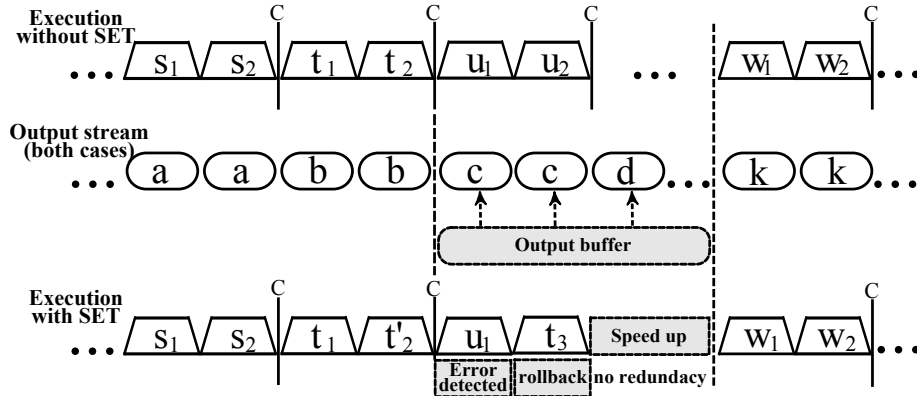 Execution
without SET
C C C C
... s1 s2 t1 t2 u1 u2 ... w1 w2 ...
Output stream
(both cases)
... a a b b c c d ... k k ...
Output buffer
Execution
with SET
C C C
... s1 s2 t1 t'2 u1 t3 Speed up w1 w2 ...
Error
detected
rollback
no redundacy